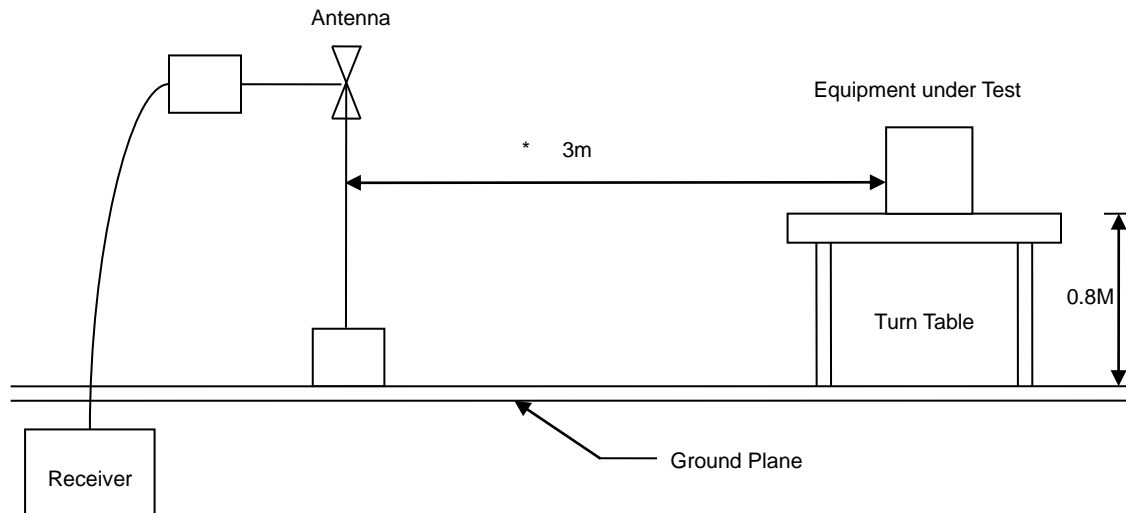 Antenna
Equipment under Test
* 3m
0.8M
Turn Table
Ground Plane
Receiver